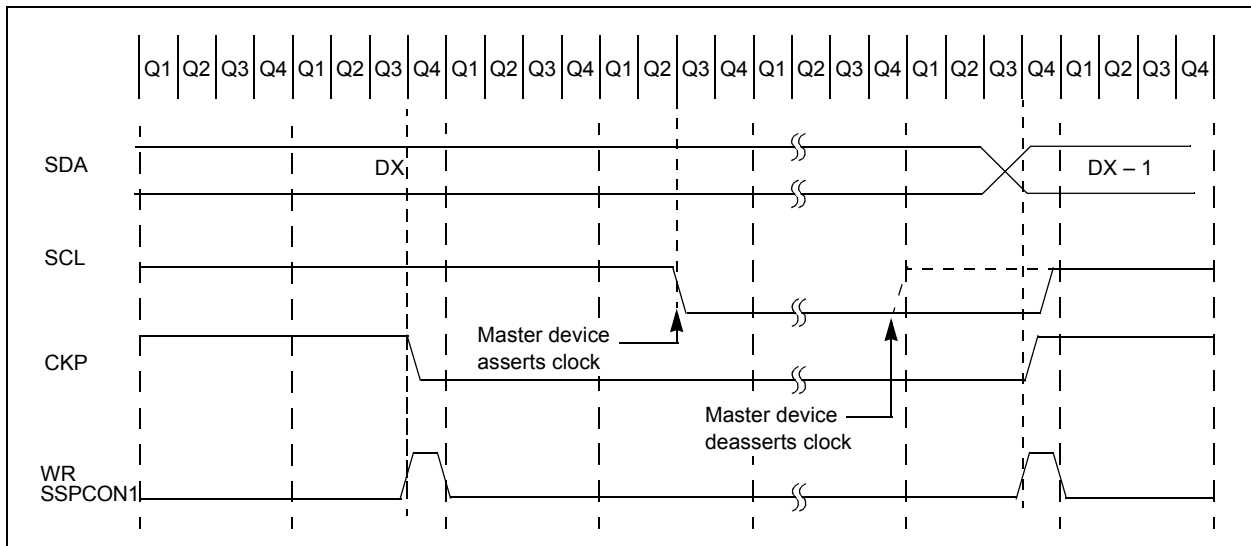 Q1 Q2 Q3 Q4 Q1 Q2 Q3 Q4 Q1 Q2 Q3 Q4 Q1 Q2 Q3 Q4 Q1 Q2 Q3 Q4 Q1 Q2 Q3 Q4 Q1 Q2 Q3 Q4
SDA
DX
DX – 1
SCL
Master device
asserts clock
CKP
Master device
deasserts clock
WR
SSPCON1